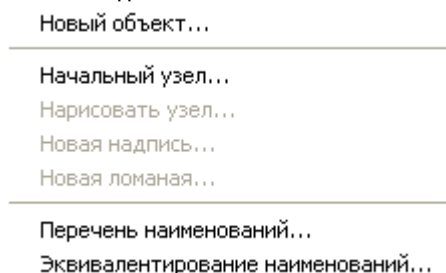 Новый объект...
Начальный узел...
Нарисовать узел...
Новая надпись...
Новая ломаная...
Перечень наименований...
Эквивалентирование наименований...